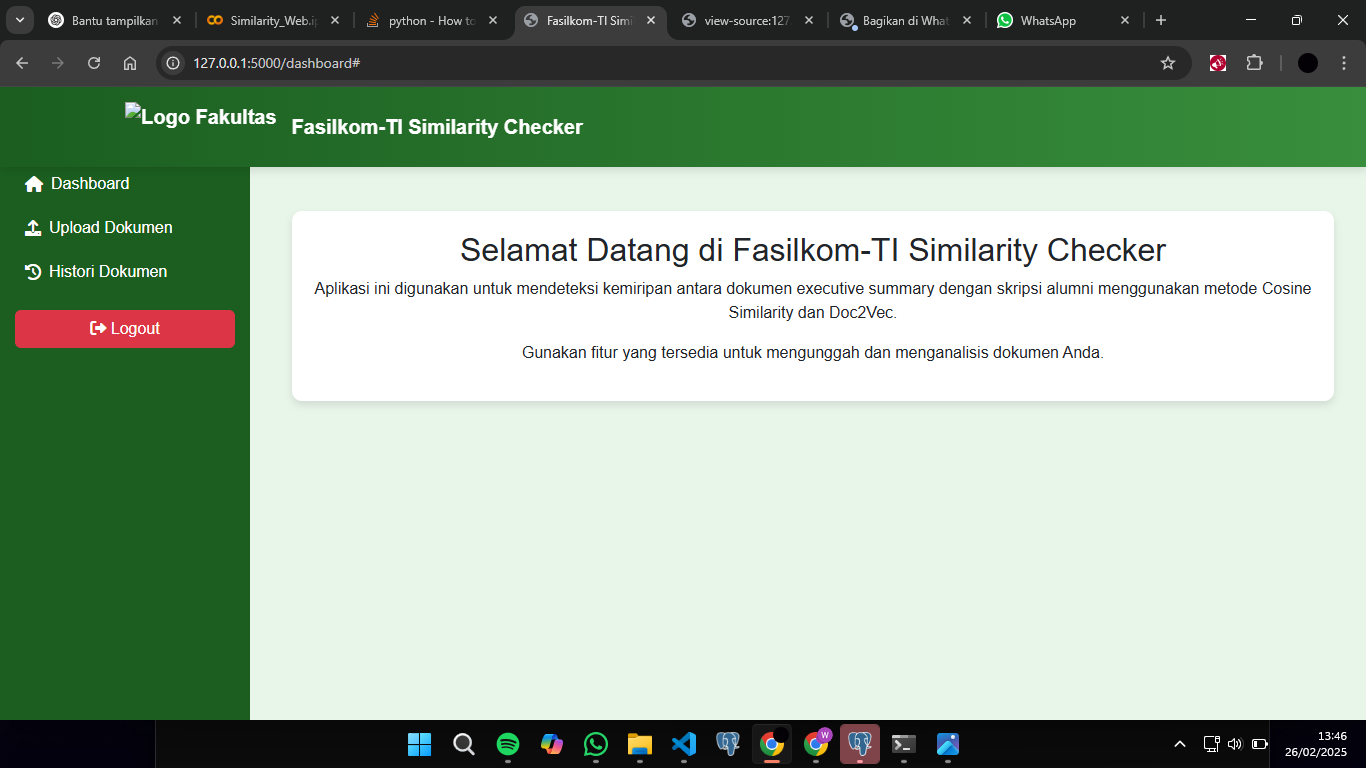 Bantu tampilkan
Similarity_Web.ip
python - How to
Fasilkom-TI Simi
view-source:127
Bagikan di What
WhatsApp
127.0.0.1:5000/dashboard#
Logo Fakultas
Fasilkom-TI Similarity Checker
Dashboard
Upload Dokumen
Histori Dokumen
Logout
Selamat Datang di Fasilkom-TI Similarity Checker
Aplikasi ini digunakan untuk mendeteksi kemiripan antara dokumen executive summary dengan skripsi alumni menggunakan metode Cosine
Similarity dan Doc2Vec.
Gunakan fitur yang tersedia untuk mengunggah dan menganalisis dokumen Anda.
W
13:46
26/02/2025